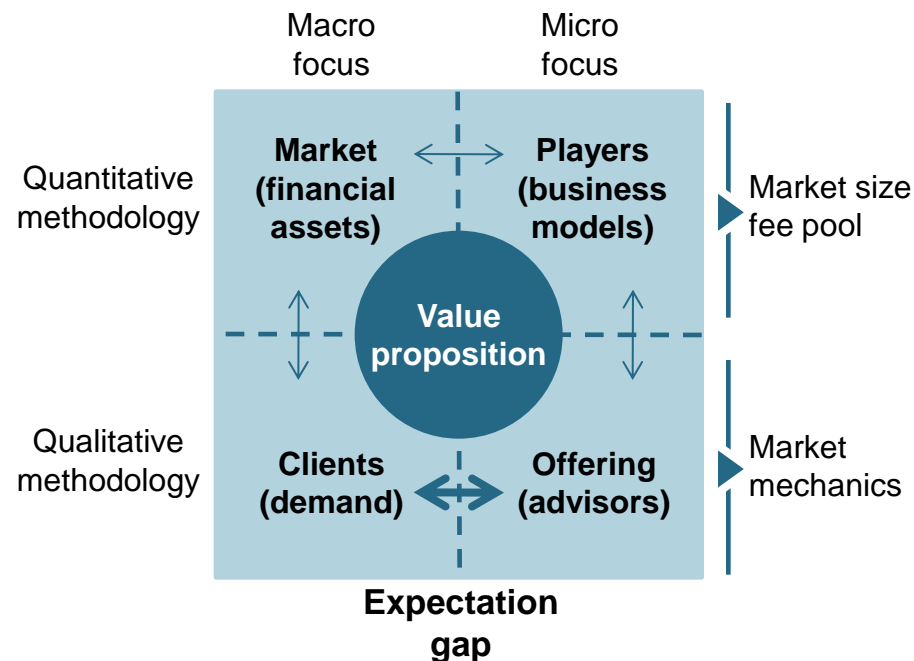 Macro
focus
Micro
focus
Quantitative
methodology
Market
(financial
assets)
Players
(business
models)
Market size
fee pool
Value
proposition
Qualitative
methodology
Clients
(demand)
Offering
(advisors)
Market
mechanics
Expectation
gap